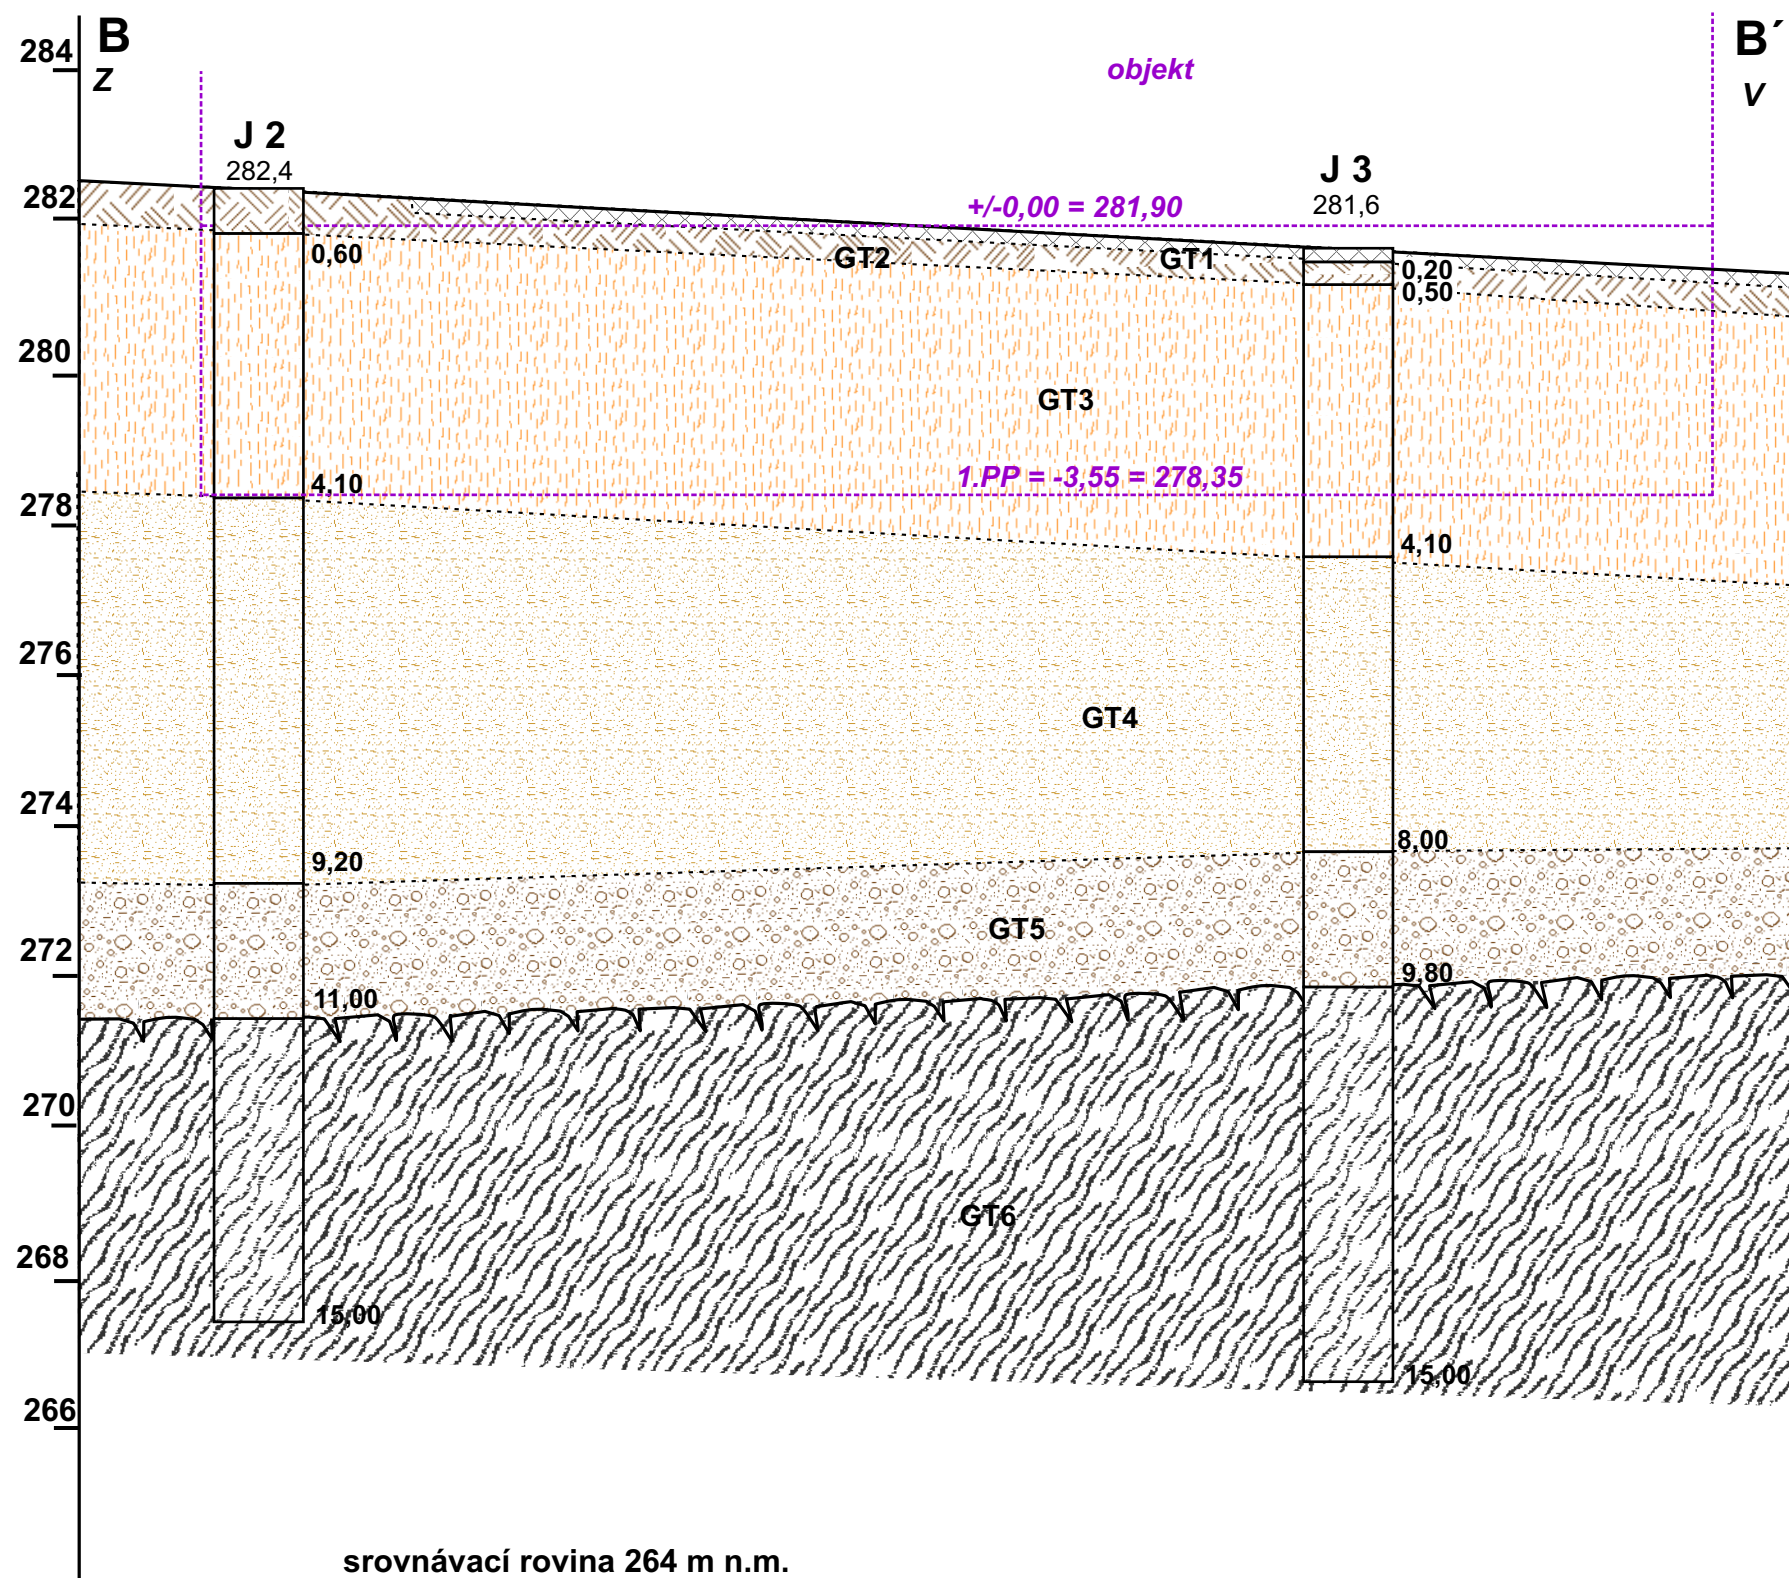 B
B´
284
Z
objekt
V
J 2
282,4
J 3
281,6
282
+/-0,00 = 281,90
0,60
GT2
GT1
0,20
0,50
280
GT3
1.PP = -3,55 = 278,35
4,10
278
4,10
276
GT4
274
8,00
9,20
GT5
272
9,80
11,00
270
GT6
268
15,00
15,00
266
srovnávací rovina 264 m n.m.